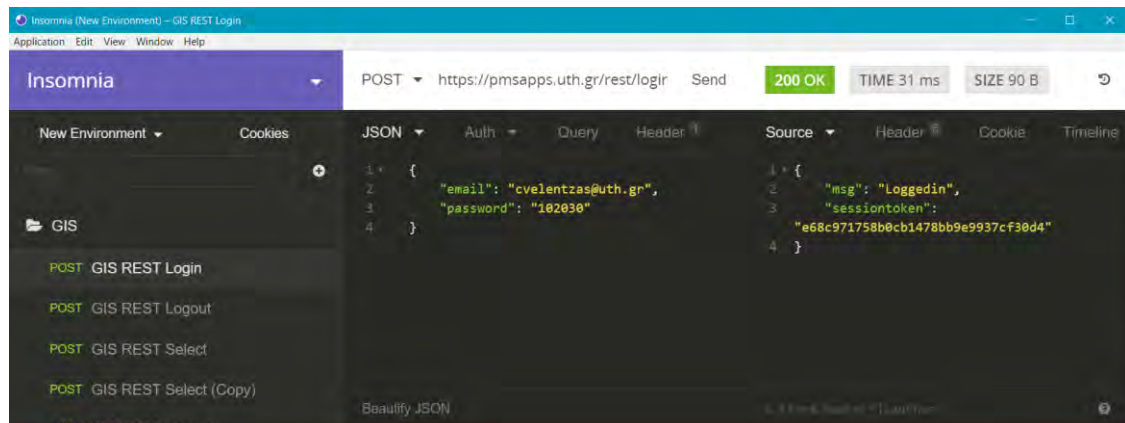 Insomnia (New Environment) – GIS REST Login
Application Edit View Window Help
Insomnia
POST https://pmsapps.uth.gr/rest/login Send
200 OK TIME 31 ms SIZE 90 B
New Environment Cookies
JSON Auth Query Header 1
Source Header 6 Cookie Timeline
GIS
POST GIS REST Login
POST GIS REST Logout
POST GIS REST Select
POST GIS REST Select (Copy)
1 {
2 "email": "cvelentzas@uth.gr",
3 "password": "102030"
4 }
Beautify JSON
1 {
2 "msg": "Loggedin",
3 "sessiontoken":
"e68c971758b0cb1478bb9e9937cf30d4"
4 }